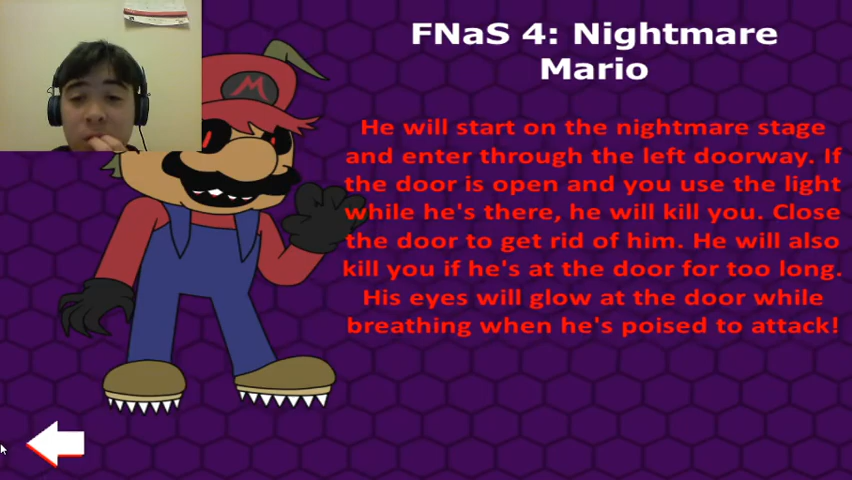 FNaS 4: Nightmare
Mario
He will start on the nightmare stage
and enter through the left doorway. If
the door is open and you use the light
while he's there, he will kill you. Close
the door to get rid of him. He will also
kill you if he's at the door for too long.
His eyes will glow at the door while
breathing when he's poised to attack!
M